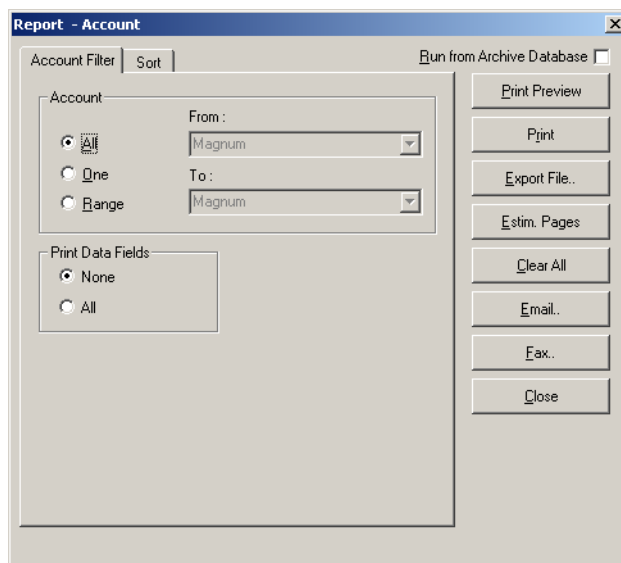 Report - Account
Account Filter
Sort
Run from Archive Database
Account
From :
All
Magnum
One
To :
Range
Magnum
Print Data Fields
None
All
Print Preview
Print
Export File..
Estim. Pages
Clear All
Email..
Fax..
Close